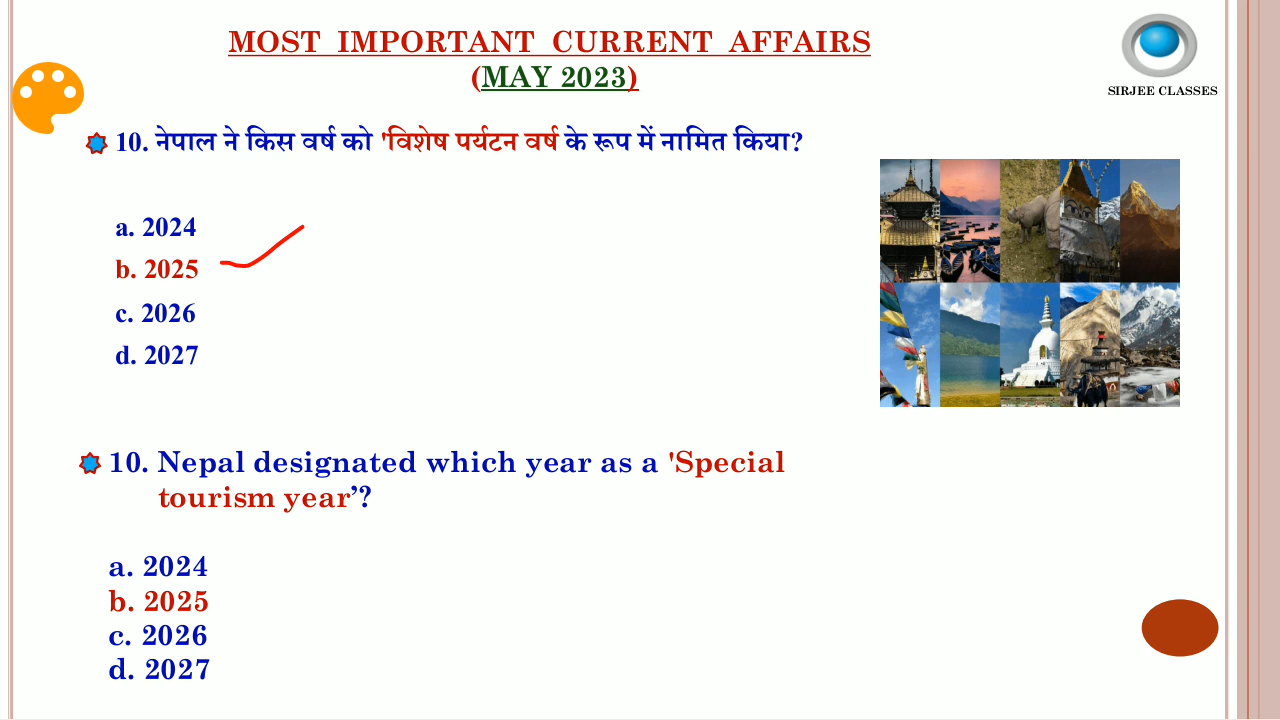 MOST IMPORTANT CURRENT AFFAIRS
(MAY 2023)
SIRJEE CLASSES
10. नेपाल ने किस वर्ष को 'विशेष पर्यटन वर्ष के रूप में नामित किया?
a. 2024
b. 2025
c. 2026
d. 2027
10. Nepal designated which year as a 'Special
tourism year’?
a. 2024
b. 2025
c. 2026
d. 2027